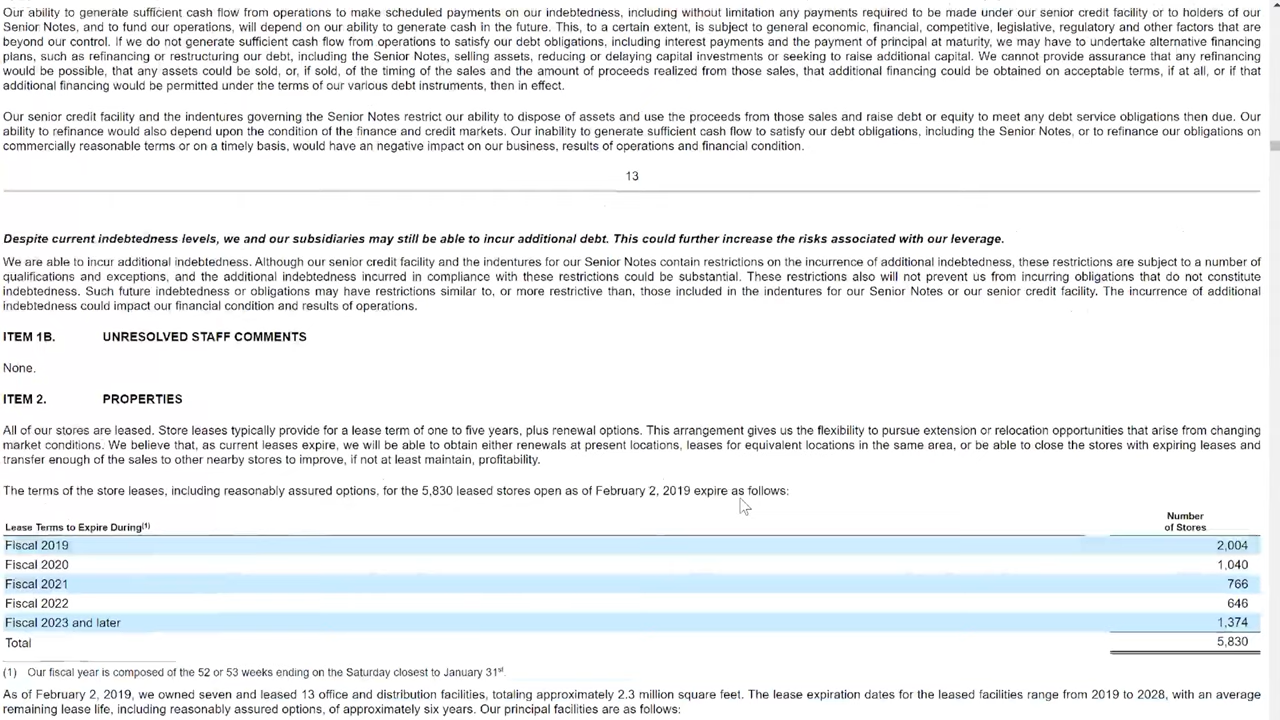 Our ability to generate sufficient cash flow from operations to make scheduled payments on our indebtedness, including without limitation any payments required to be made under our senior credit facility or to holders of our
Senior Notes, and to fund our operations, will depend on our ability to generate cash in the future. This, to a certain extent, is subject to general economic, financial, competitive, legislative, regulatory and other factors that are
beyond our control. If we do not generate sufficient cash flow from operations to satisfy our debt obligations, including interest payments and the payment of principal at maturity, we may have to undertake alternative financing
plans, such as refinancing or restructuring our debt, including the Senior Notes, selling assets, reducing or delaying capital investments or seeking to raise additional capital. We cannot provide assurance that any refinancing
would be possible, that any assets could be sold, or, if sold, of the timing of the sales and the amount of proceeds realized from those sales, that additional financing could be obtained on acceptable terms, if at all, or if that
additional financing would be permitted under the terms of our various debt instruments, then in effect.
Our senior credit facility and the indentures governing the Senior Notes restrict our ability to dispose of assets and use the proceeds from those sales and raise debt or equity to meet any debt service obligations then due. Our
ability to refinance would also depend upon the condition of the finance and credit markets. Our inability to generate sufficient cash flow to satisfy our debt obligations, including the Senior Notes, or to refinance our obligations on
commercially reasonable terms or on a timely basis, would have an negative impact on our business, results of operations and financial condition.
13
Despite current indebtedness levels, we and our subsidiaries may still be able to incur additional debt. This could further increase the risks associated with our leverage.
We are able to incur additional indebtedness. Although our senior credit facility and the indentures for our Senior Notes contain restrictions on the incurrence of additional indebtedness, these restrictions are subject to a number of
qualifications and exceptions, and the additional indebtedness incurred in compliance with these restrictions could be substantial. These restrictions also will not prevent us from incurring obligations that do not constitute
indebtedness. Such future indebtedness or obligations may have restrictions similar to, or more restrictive than, those included in the indentures for our Senior Notes or our senior credit facility. The incurrence of additional
indebtedness could impact our financial condition and results of operations.
ITEM 1B. UNRESOLVED STAFF COMMENTS
None.
ITEM 2. PROPERTIES
All of our stores are leased. Store leases typically provide for a lease term of one to five years, plus renewal options. This arrangement gives us the flexibility to pursue extension or relocation opportunities that arise from changing
market conditions. We believe that, as current leases expire, we will be able to obtain either renewals at present locations, leases for equivalent locations in the same area, or be able to close the stores with expiring leases and
transfer enough of the sales to other nearby stores to improve, if not at least maintain, profitability.
The terms of the store leases, including reasonably assured options, for the 5,830 leased stores open as of February 2, 2019 expire as follows:
Lease Terms to Expire During(1) Number of Stores
Fiscal 2019 2,004
Fiscal 2020 1,040
Fiscal 2021 766
Fiscal 2022 646
Fiscal 2023 and later 1,374
Total 5,830
(1) Our fiscal year is composed of the 52 or 53 weeks ending on the Saturday closest to January 31st.
As of February 2, 2019, we owned seven and leased 13 office and distribution facilities, totaling approximately 2.3 million square feet. The lease expiration dates for the leased facilities range from 2019 to 2028, with an average
remaining lease life, including reasonably assured options, of approximately six years. Our principal facilities are as follows: